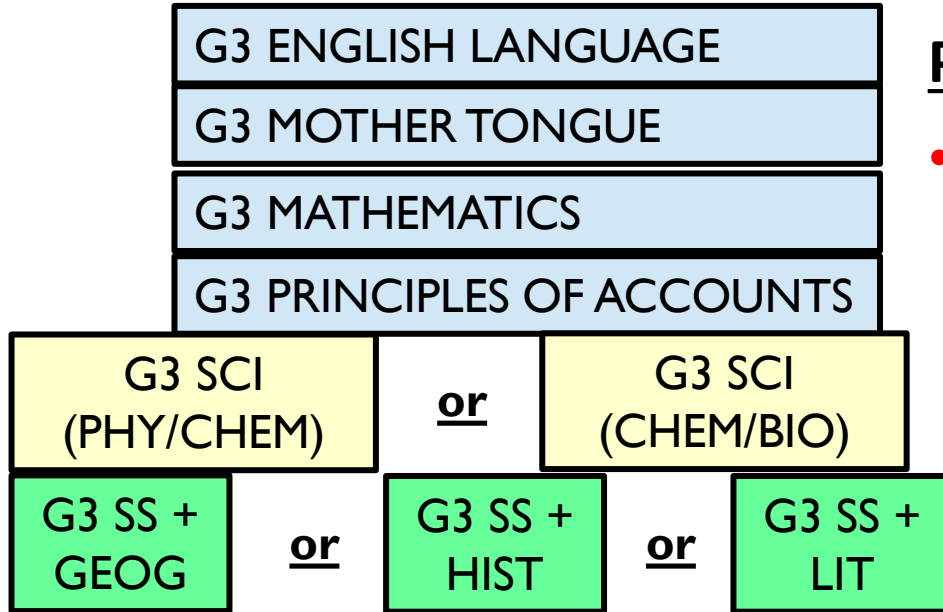 G3 ENGLISH LANGUAGE
G3 MOTHER TONGUE
G3 MATHEMATICS
G3 PRINCIPLES OF ACCOUNTS
G3 SCI
(PHY/CHEM)
or
G3 SCI
(CHEM/BIO)
G3 SS +
GEOG
or
G3 SS +
HIST
or
G3 SS +
LIT